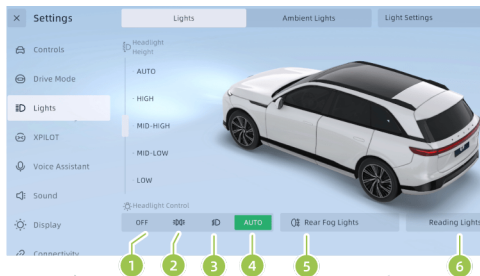 Settings
Lights
Ambient Lights
Light Settings
Controls
Drive Mode
Lights
XPILOT
Voice Assistant
Sound
Display
Connectivity
Headlight
Height
AUTO
HIGH
MID-HIGH
MID-LOW
LOW
Headlight Control
OFF
AUTO
Rear Fog Lights
Reading Lights
1
2
3
4
5
6